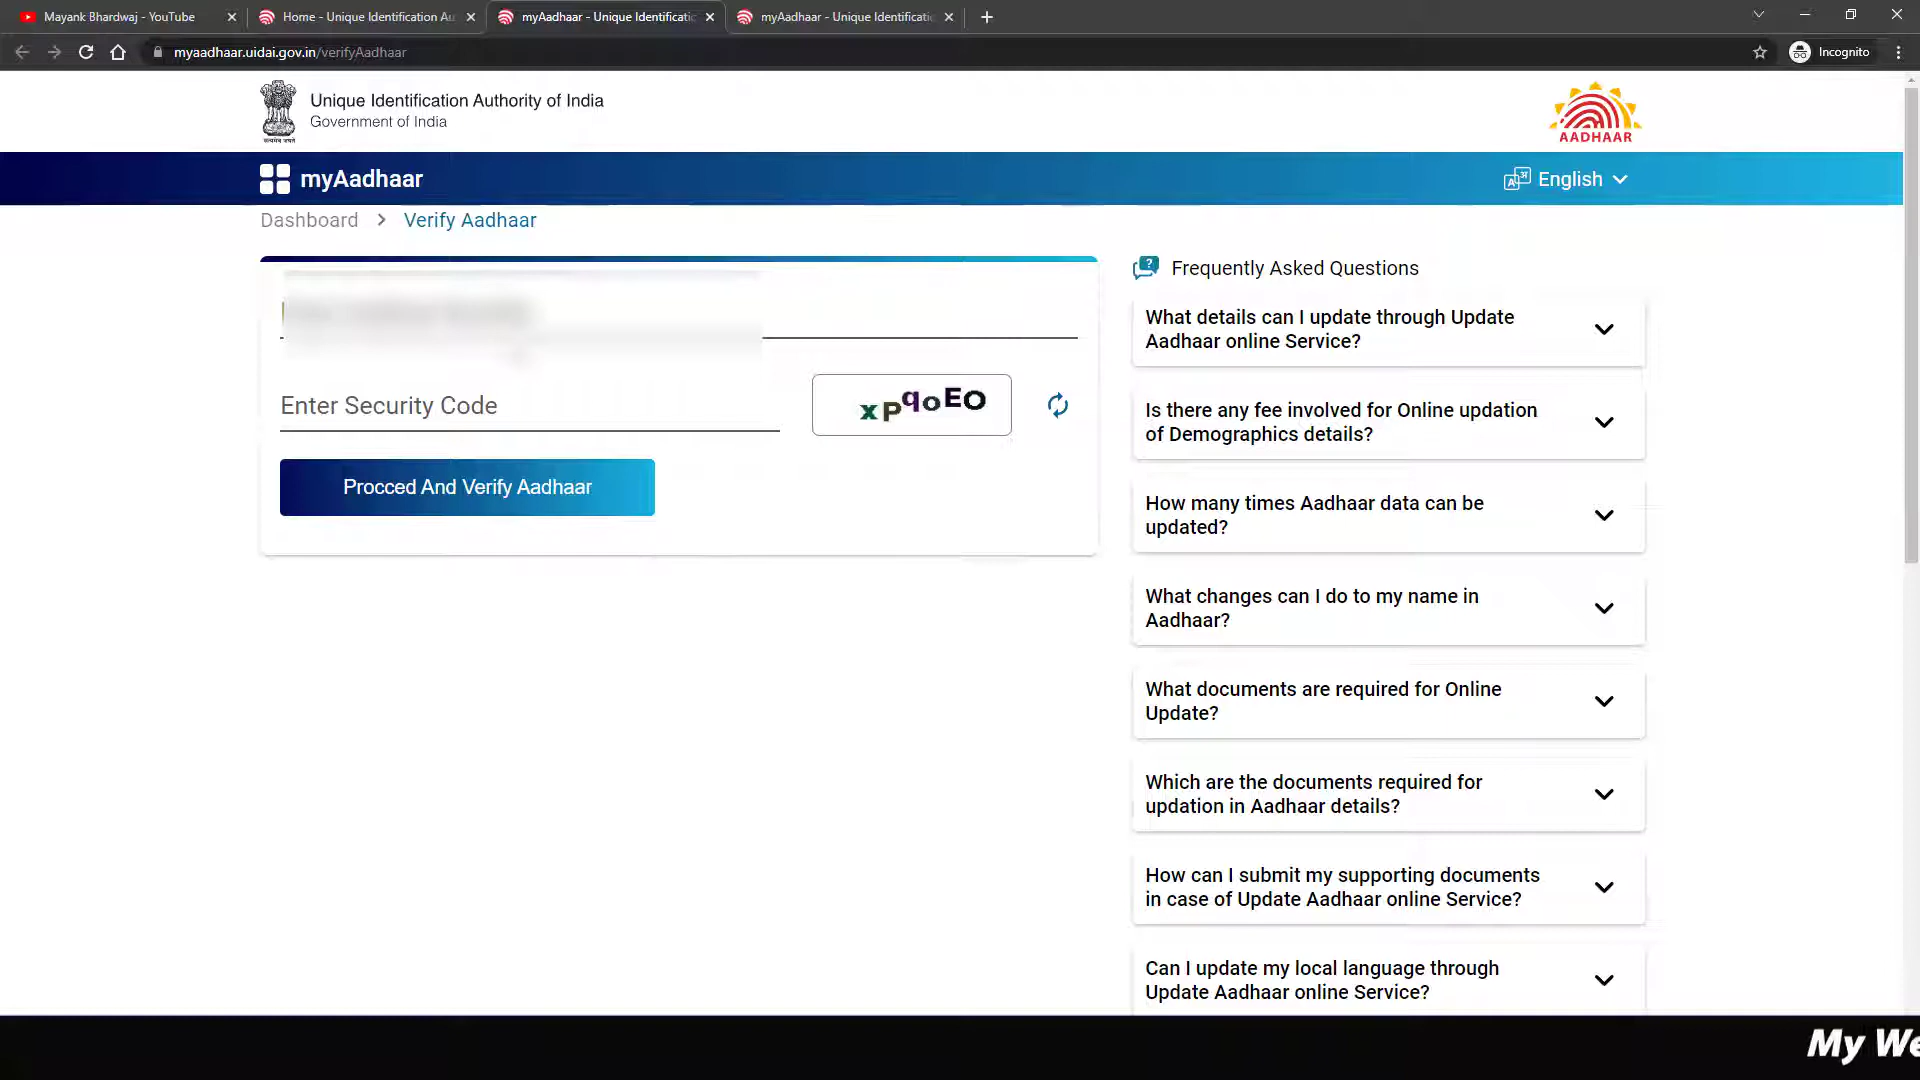 Mayank Bhardwaj - YouTube
Home - Unique Identification Au
myAadhaar - Unique Identificatio
myAadhaar - Unique Identificatio
myaadhaar.uidai.gov.in/verifyAadhaar
Incognito
Unique Identification Authority of India
Government of India
AADHAAR
myAadhaar
English
Dashboard > Verify Aadhaar
Enter Security Code
xPqoEO
Procced And Verify Aadhaar
Frequently Asked Questions
What details can I update through Update
Aadhaar online Service?
Is there any fee involved for Online updation
of Demographics details?
How many times Aadhaar data can be
updated?
What changes can I do to my name in
Aadhaar?
What documents are required for Online
Update?
Which are the documents required for
updation in Aadhaar details?
How can I submit my supporting documents
in case of Update Aadhaar online Service?
Can I update my local language through
Update Aadhaar online Service?
My We